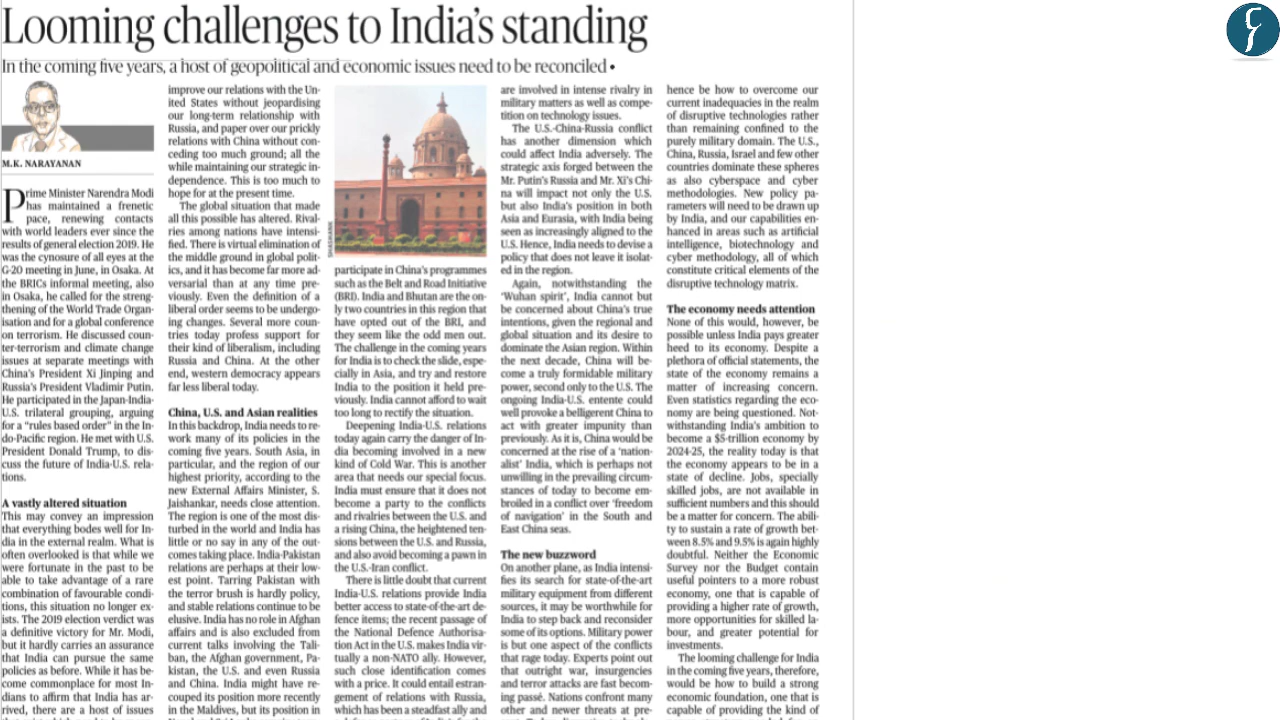 Looming challenges to India's standing
In the coming five years, a host of geopolitical and economic issues need to be reconciled •
M.K. NARAYANAN
Prime Minister Narendra Modi
has maintained a frenetic
pace, renewing contacts
with world leaders ever since the
results of general election 2019. He
was the cynosure of all eyes at the
G-20 meeting in June, in Osaka. At
the BRICs informal meeting, also
in Osaka, he called for the streng-
thening of the World Trade Organ-
isation and for a global conference
on terrorism. He discussed coun-
ter-terrorism and climate change
issues at separate meetings with
China's President Xi Jinping and
Russia's President Vladimir Putin.
He participated in the Japan-India-
U.S. trilateral grouping, arguing
for a “rules based order” in the In-
do-Pacific region. He met with U.S.
President Donald Trump, to dis-
cuss the future of India-U.S. rela-
tions.
A vastly altered situation
This may convey an impression
that everything bodes well for In-
dia in the external realm. What is
often overlooked is that while we
were fortunate in the past to be
able to take advantage of a rare
combination of favourable condi-
tions, this situation no longer ex-
ists. The 2019 election verdict was
a definitive victory for Mr. Modi,
but it hardly carries an assurance
that India can pursue the same
policies as before. While it has be-
come commonplace for most In-
dians to affirm that India has ar-
rived, there are a host of issues
improve our relations with the Un-
ited States without jeopardising
our long-term relationship with
Russia, and paper over our prickly
relations with China without con-
ceding too much ground; all the
while maintaining our strategic in-
dependence. This is too much to
hope for at the present time.
The global situation that made
all this possible has altered. Rival-
ries among nations have intensi-
fied. There is virtual elimination of
the middle ground in global polit-
ics, and it has become far more ad-
versarial than at any time pre-
viously. Even the definition of a
liberal order seems to be undergo-
ing changes. Several more coun-
tries today profess support for
their kind of liberalism, including
Russia and China. At the other
end, western democracy appears
far less liberal today.
China, U.S. and Asian realities
In this backdrop, India needs to re-
work many of its policies in the
coming five years. South Asia, in
particular, and the region of our
highest priority, according to the
new External Affairs Minister, S.
Jaishankar, needs close attention.
The region is one of the most dis-
turbed in the world and India has
little or no say in any of the out-
comes taking place. India-Pakistan
relations are perhaps at their low-
est point. Tarring Pakistan with
the terror brush is hardly policy,
and stable relations continue to be
elusive. India has no role in Afghan
affairs and is also excluded from
current talks involving the Tali-
ban, the Afghan government, Pa-
kistan, the U.S. and even Russia
and China. India might have re-
couped its position more recently
in the Maldives, but its position in
SHASHANK
participate in China's programmes
such as the Belt and Road Initiative
(BRI). India and Bhutan are the on-
ly two countries in this region that
have opted out of the BRI, and
they seem like the odd men out.
The challenge in the coming years
for India is to check the slide, espe-
cially in Asia, and try and restore
India to the position it held pre-
viously. India cannot afford to wait
too long to rectify the situation.
Deepening India-U.S. relations
today again carry the danger of In-
dia becoming involved in a new
kind of Cold War. This is another
area that needs our special focus.
India must ensure that it does not
become a party to the conflicts
and rivalries between the U.S. and
a rising China, the heightened ten-
sions between the U.S. and Russia,
and also avoid becoming a pawn in
the U.S.-Iran conflict.
There is little doubt that current
India-U.S. relations provide India
better access to state-of-the-art de-
fence items; the recent passage of
the National Defence Authorisa-
tion Act in the U.S. makes India vir-
tually a non-NATO ally. However,
such close identification comes
with a price. It could entail estran-
gement of relations with Russia,
which has been a steadfast ally and
are involved in intense rivalry in
military matters as well as compe-
tition on technology issues.
The U.S.-China-Russia conflict
has another dimension which
could affect India adversely. The
strategic axis forged between the
Mr. Putin's Russia and Mr. Xi's Chi-
na will impact not only the U.S.
but also India's position in both
Asia and Eurasia, with India being
seen as increasingly aligned to the
U.S. Hence, India needs to devise a
policy that does not leave it isolat-
ed in the region.
Again, notwithstanding the
‘Wuhan spirit’, India cannot but
be concerned about China's true
intentions, given the regional and
global situation and its desire to
dominate the Asian region. Within
the next decade, China will be-
come a truly formidable military
power, second only to the U.S. The
ongoing India-U.S. entente could
well provoke a belligerent China to
act with greater impunity than
previously. As it is, China would be
concerned at the rise of a ‘nation-
alist’ India, which is perhaps not
unwilling in the prevailing circum-
stances of today to become em-
broiled in a conflict over ‘freedom
of navigation’ in the South and
East China seas.
The new buzzword
On another plane, as India intensi-
fies its search for state-of-the-art
military equipment from different
sources, it may be worthwhile for
India to step back and reconsider
some of its options. Military power
is but one aspect of the conflicts
that rage today. Experts point out
that outright war, insurgencies
and terror attacks are fast becom-
ing passé. Nations confront many
other and newer threats at pre-
hence be how to overcome our
current inadequacies in the realm
of disruptive technologies rather
than remaining confined to the
purely military domain. The U.S.,
China, Russia, Israel and few other
countries dominate these spheres
as also cyberspace and cyber
methodologies. New policy pa-
rameters will need to be drawn up
by India, and our capabilities en-
hanced in areas such as artificial
intelligence, biotechnology and
cyber methodology, all of which
constitute critical elements of the
disruptive technology matrix.
The economy needs attention
None of this would, however, be
possible unless India pays greater
heed to its economy. Despite a
plethora of official statements, the
state of the economy remains a
matter of increasing concern.
Even statistics regarding the eco-
nomy are being questioned. Not-
withstanding India's ambition to
become a $5-trillion economy by
2024-25, the reality today is that
the economy appears to be in a
state of decline. Jobs, specially
skilled jobs, are not available in
sufficient numbers and this should
be a matter for concern. The abili-
ty to sustain a rate of growth bet-
ween 8.5% and 9.5% is again highly
doubtful. Neither the Economic
Survey nor the Budget contain
useful pointers to a more robust
economy, one that is capable of
providing a higher rate of growth,
more opportunities for skilled la-
bour, and greater potential for
investments.
The looming challenge for India
in the coming five years, therefore,
would be how to build a strong
economic foundation, one that is
capable of providing the kind of